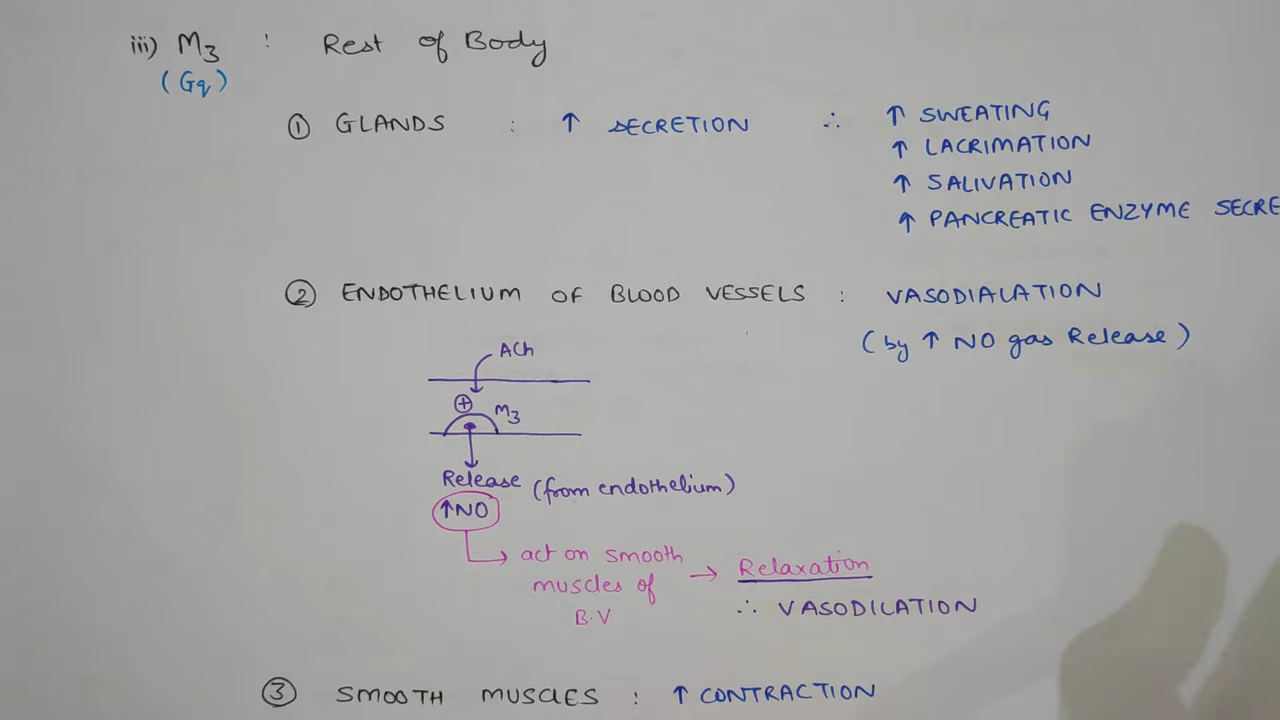 iii) M3 : Rest of Body
(Gq)
① GLANDS : ↑ SECRETION ∴ ↑ SWEATING
↑ LACRIMATION
↑ SALIVATION
↑ PANCREATIC ENZYME SECRE
② ENDOTHELIUM OF BLOOD VESSELS : VASODIALATION
(by ↑ NO gas Release)
ACh
⊕ M3
Release (from endothelium)
↑NO
→ act on smooth muscles of B.V → Relaxation
∴ VASODILATION
③ SMOOTH MUSCLES : ↑ CONTRACTION